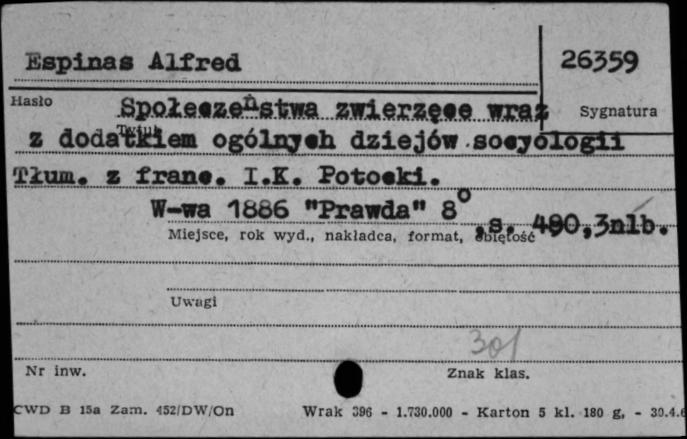 Espinas Alfred
26359
Hasło
Społeczeństwa zwierzęce wraz
Sygnatura
Tytuł
z dodatkiem ogólnych dziejów socyologii
Tłum. z franc. I.K. Potocki.
W-wa 1886 "Prawda" 8° ,s. 490,3nlb.
Miejsce, rok wyd., nakładca, format, objętość
Uwagi
301
Nr inw.
Znak klas.
CWD B 15a Zam. 452/DW/On
Wrak 396 - 1.730.000 - Karton 5 kl. 180 g, - 30.4.6